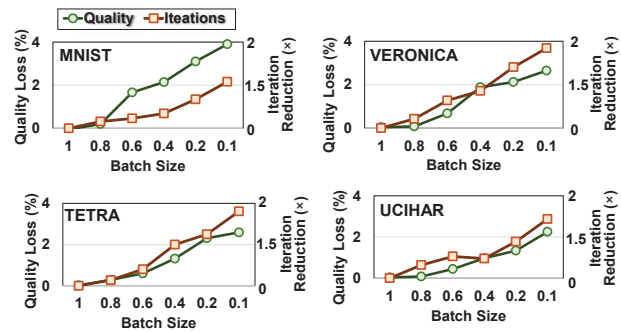 Quality Iteations
MNIST
Quality Loss (%)
4
2
0
2
1.5
0
Iteration
Reduction (×)
1 0.8 0.6 0.4 0.2 0.1
Batch Size
VERONICA
Quality Loss (%)
4
2
0
2
1.5
0
Iteration
Reduction (×)
1 0.8 0.6 0.4 0.2 0.1
Batch Size
TETRA
Quality Loss (%)
4
2
0
2
1.5
0
Iteration
Reduction (×)
1 0.8 0.6 0.4 0.2 0.1
Batch Size
UCIHAR
Quality Loss (%)
4
2
0
2
1.5
0
Iteration
Reduction (×)
1 0.8 0.6 0.4 0.2 0.1
Batch Size